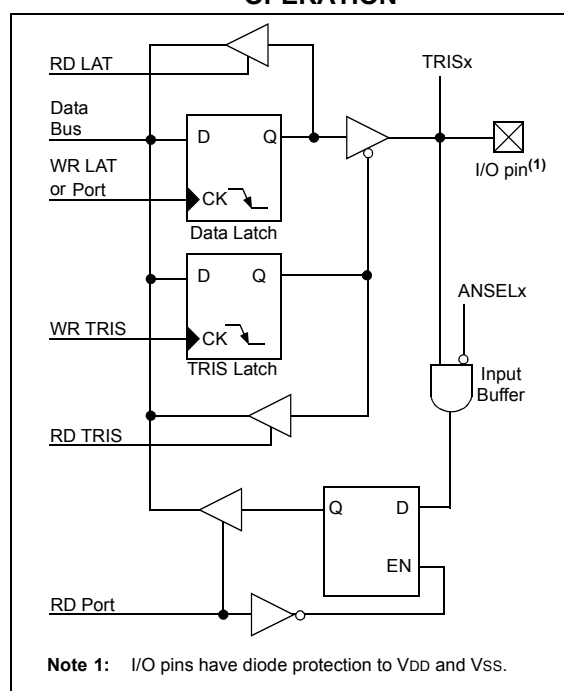 OPERATION
RD LAT
TRISx
Data
Bus
D
Q
I/O pin(1)
WR LAT
or Port
CK
Data Latch
D
Q
ANSELx
WR TRIS
CK
TRIS Latch
Input
Buffer
RD TRIS
Q
D
EN
RD Port
Note 1: I/O pins have diode protection to VDD and VSS.